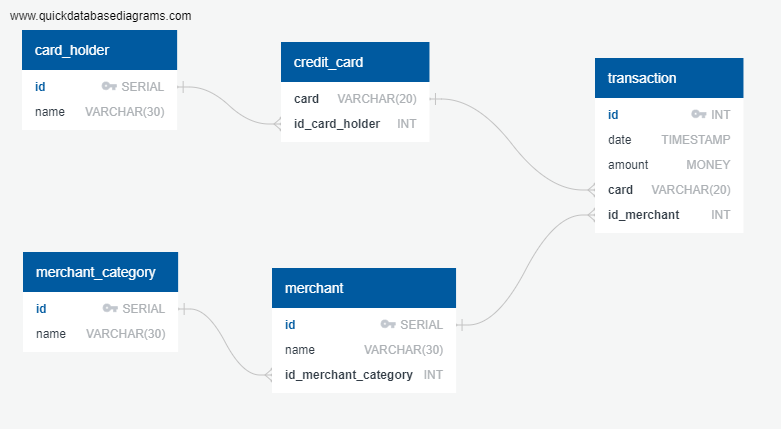 www.quickdatabasediagrams.com
card_holder
id SERIAL
name VARCHAR(30)
credit_card
card VARCHAR(20)
id_card_holder INT
transaction
id INT
date TIMESTAMP
amount MONEY
card VARCHAR(20)
id_merchant INT
merchant_category
id SERIAL
name VARCHAR(30)
merchant
id SERIAL
name VARCHAR(30)
id_merchant_category INT